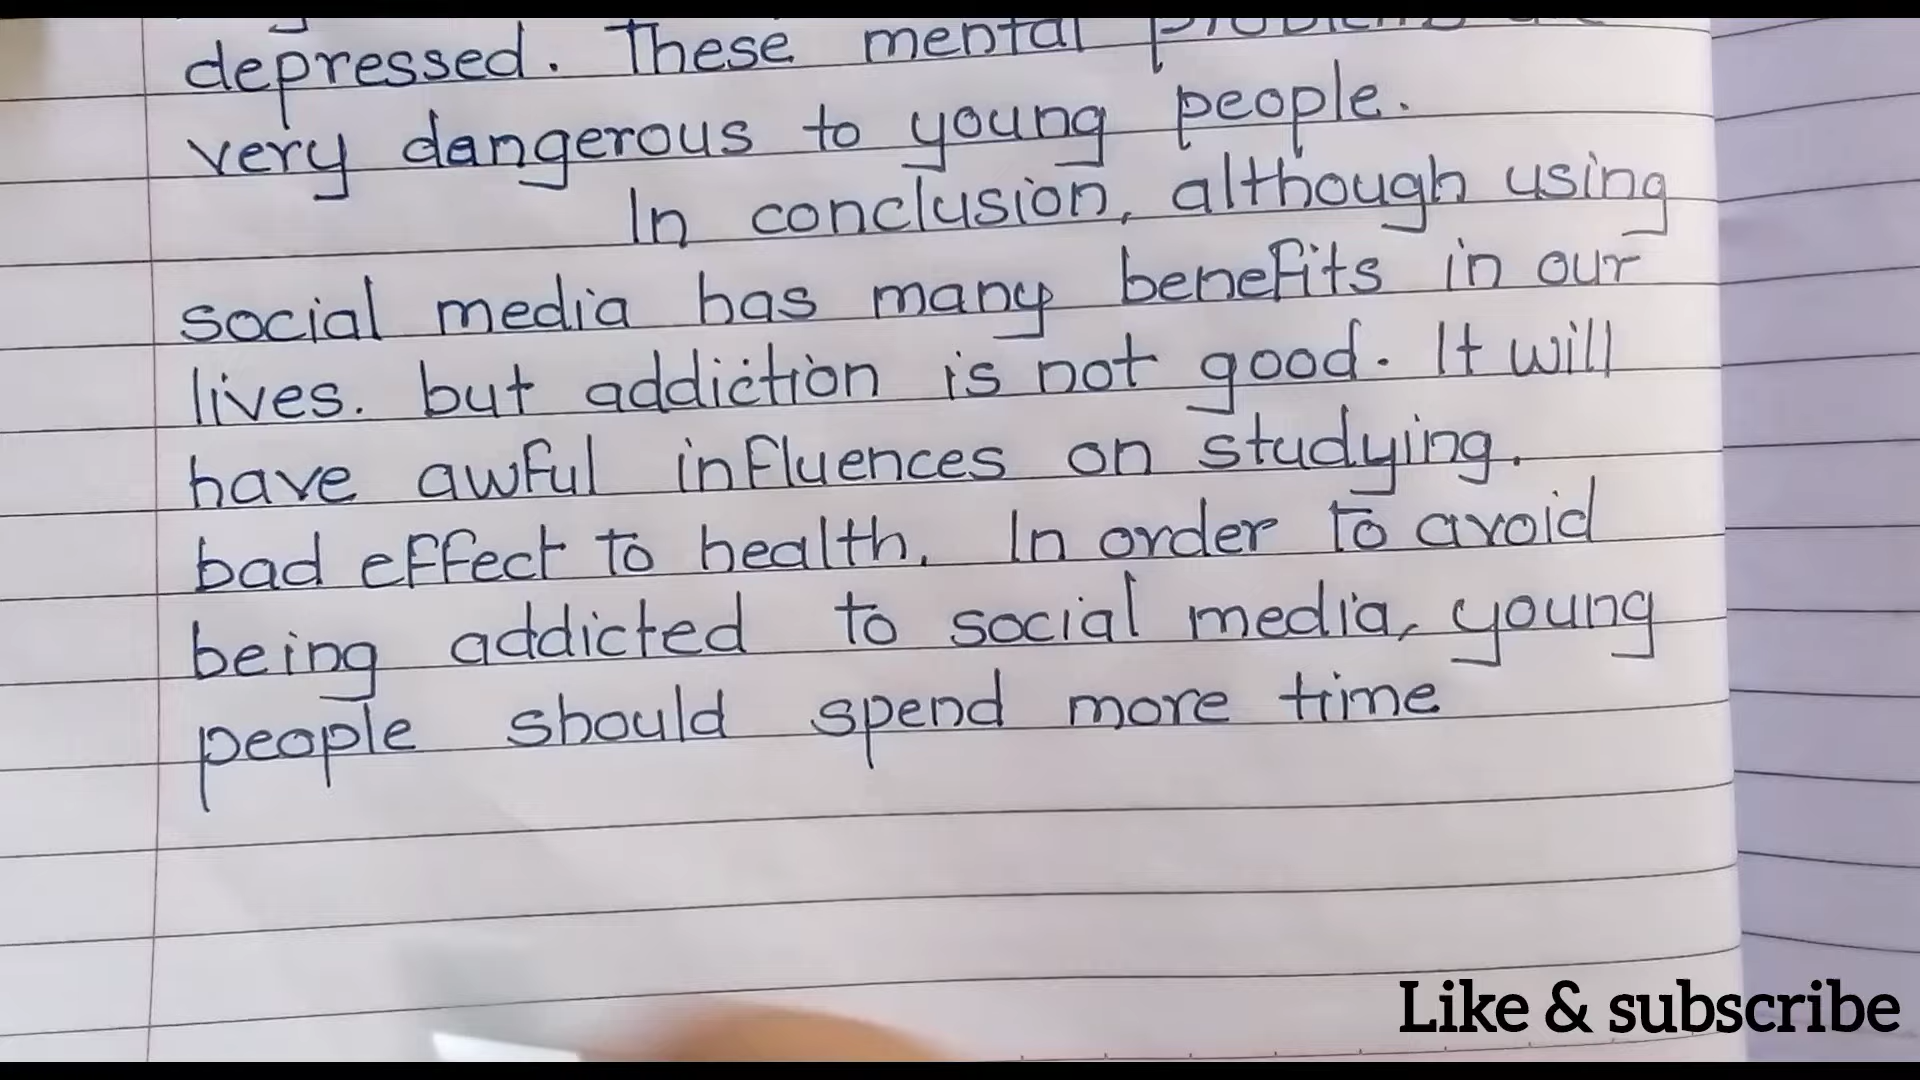 depressed. These mental problems
very dangerous to young people.
In conclusion, although using
social media has many benefits in our
lives. but addiction is not good. It will
have awful influences on studying.
bad effect to health. In order to avoid
being addicted to social media, young
people should spend more time
Like & subscribe